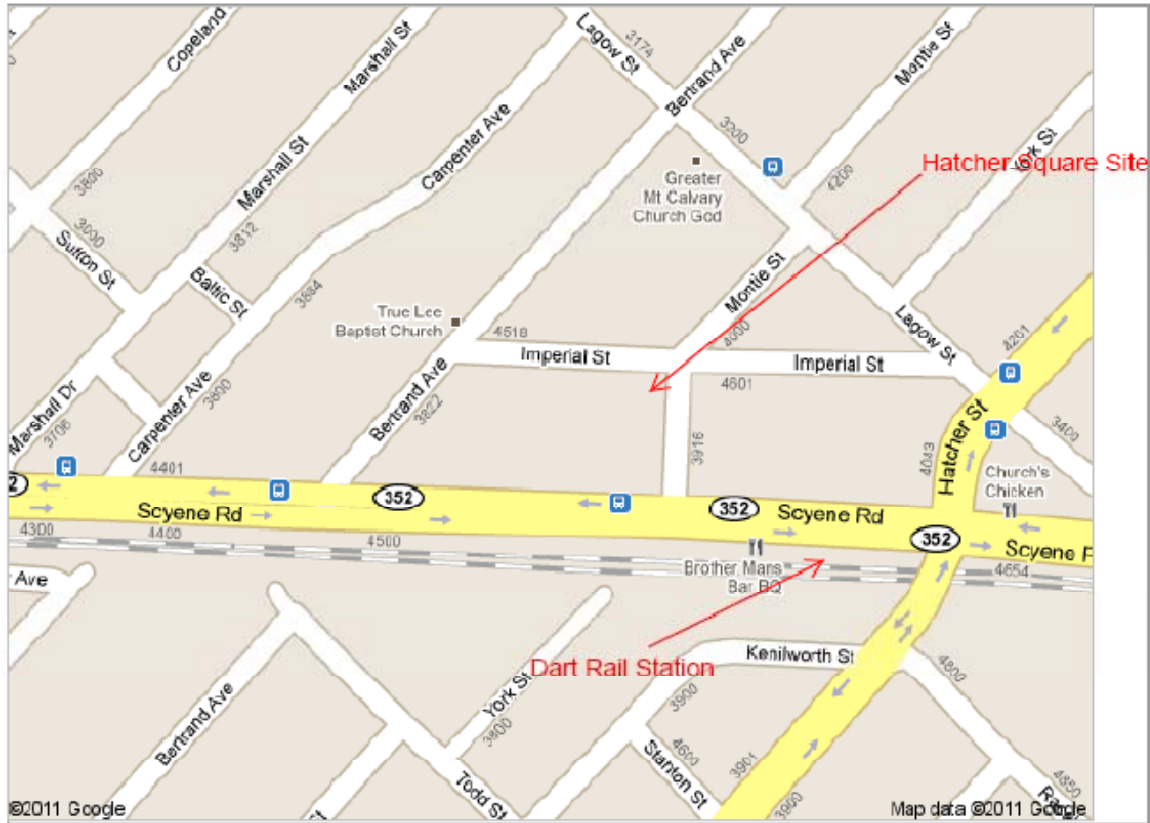 Copeland
Marshall St
Lagow St
3174
Bertrand Ave
Montie St
Carpenter Ave
3200
Hatcher Square Site
Greater
Mt Calvary
Church God
4200
3800
Marshall St
3812
3000
Sutton St
Baltic St
3884
Montie St
True Lee
Baptist Church
4518
4000
Lagow St
4201
Imperial St
Imperial St
4601
Bertrand Ave
3822
Carpenter Ave
3800
Marshall Dr
3706
Hatcher St
3400
3916
4043
Church's
Chicken
4401
352
352
Scyene Rd
Scyene Rd
352
Scyene
4300
4400
4500
Brother Mans
Bar BQ
4654
Ave
Dart Rail Station
Kenilworth St
4800
York St
3800
3900
Bertrand Ave
Todd St
4600
Stanton St
3901
3900
4850
©2011 Google
Map data ©2011 Google